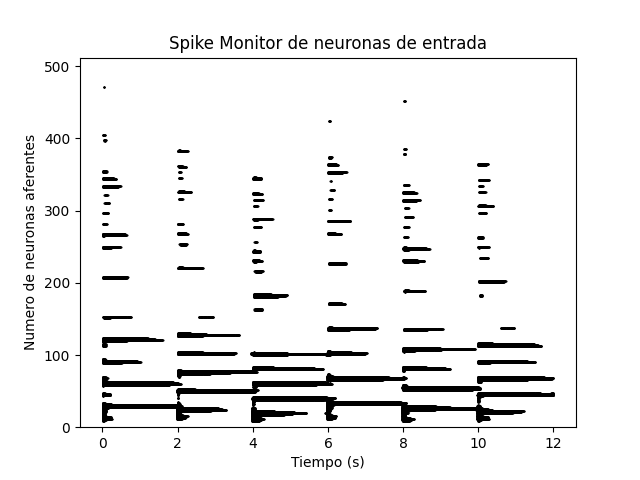 Spike Monitor de neuronas de entrada
500
400
300
200
100
0
Numero de neuronas aferentes
0 2 4 6 8 10 12
Tiempo (s)